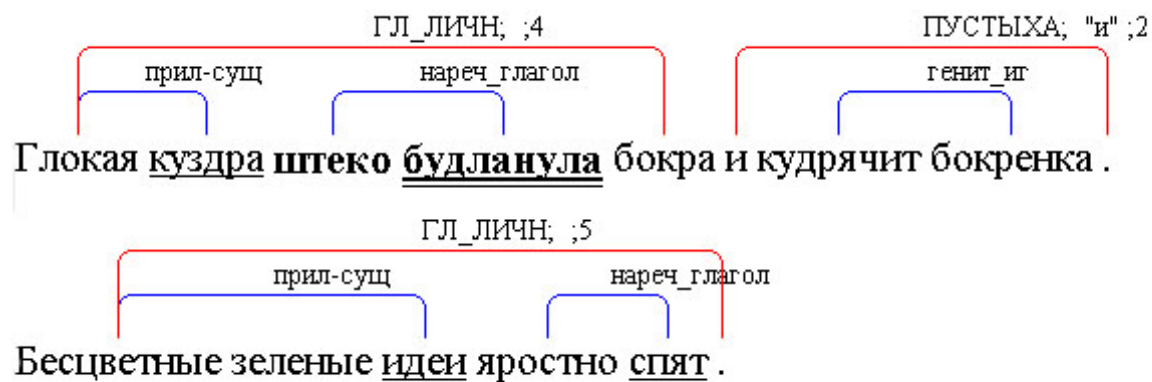 ГЛ_ЛИЧН; ;4 ПУСТЫХА; "и" ;2
прил-сущ нареч_глагол генит_иг
Глокая куздра штеко будланула бокра и кудрячит бокренка .
ГЛ_ЛИЧН; ;5
прил-сущ нареч_глагол
Бесцветные зеленые идеи яростно спят .